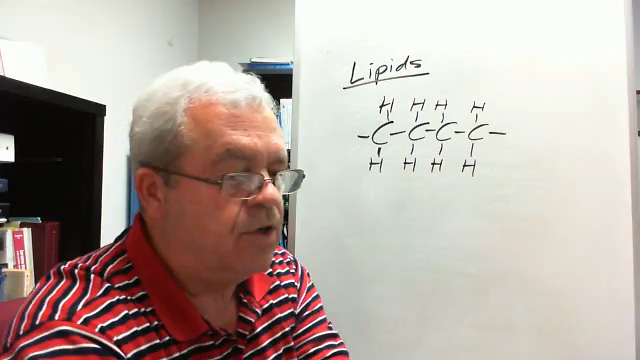 Lipids
H H H H
-C-C-C-C-
H H H H